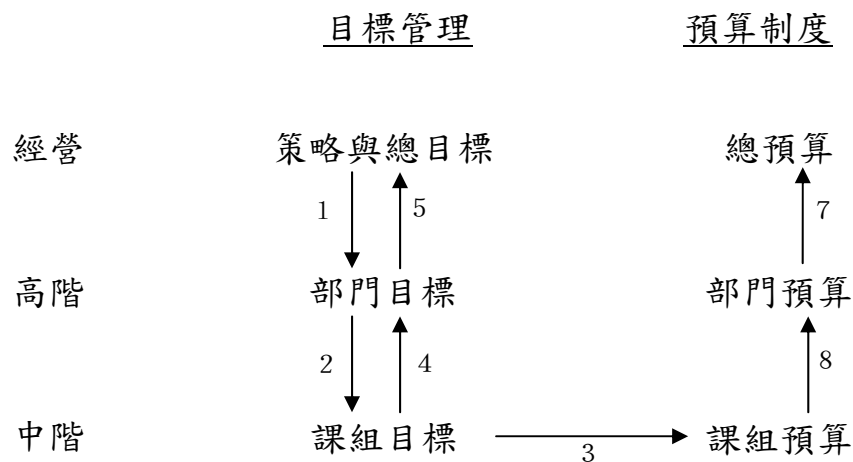 目標管理 預算制度
經營 策略與總目標 總預算
1 5 7
高階 部門目標 部門預算
2 4 8
中階 課組目標 課組預算
3